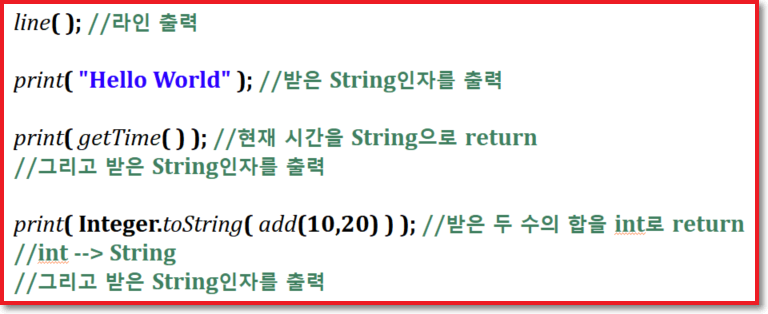 line( ); //라인 출력
print( "Hello World" ); //받은 String인자를 출력
print( getTime( ) ); //현재 시간을 String으로 return
//그리고 받은 String인자를 출력
print( Integer.toString( add(10,20) ) ); //받은 두 수의 합을 int로 return
//int --> String
//그리고 받은 String인자를 출력